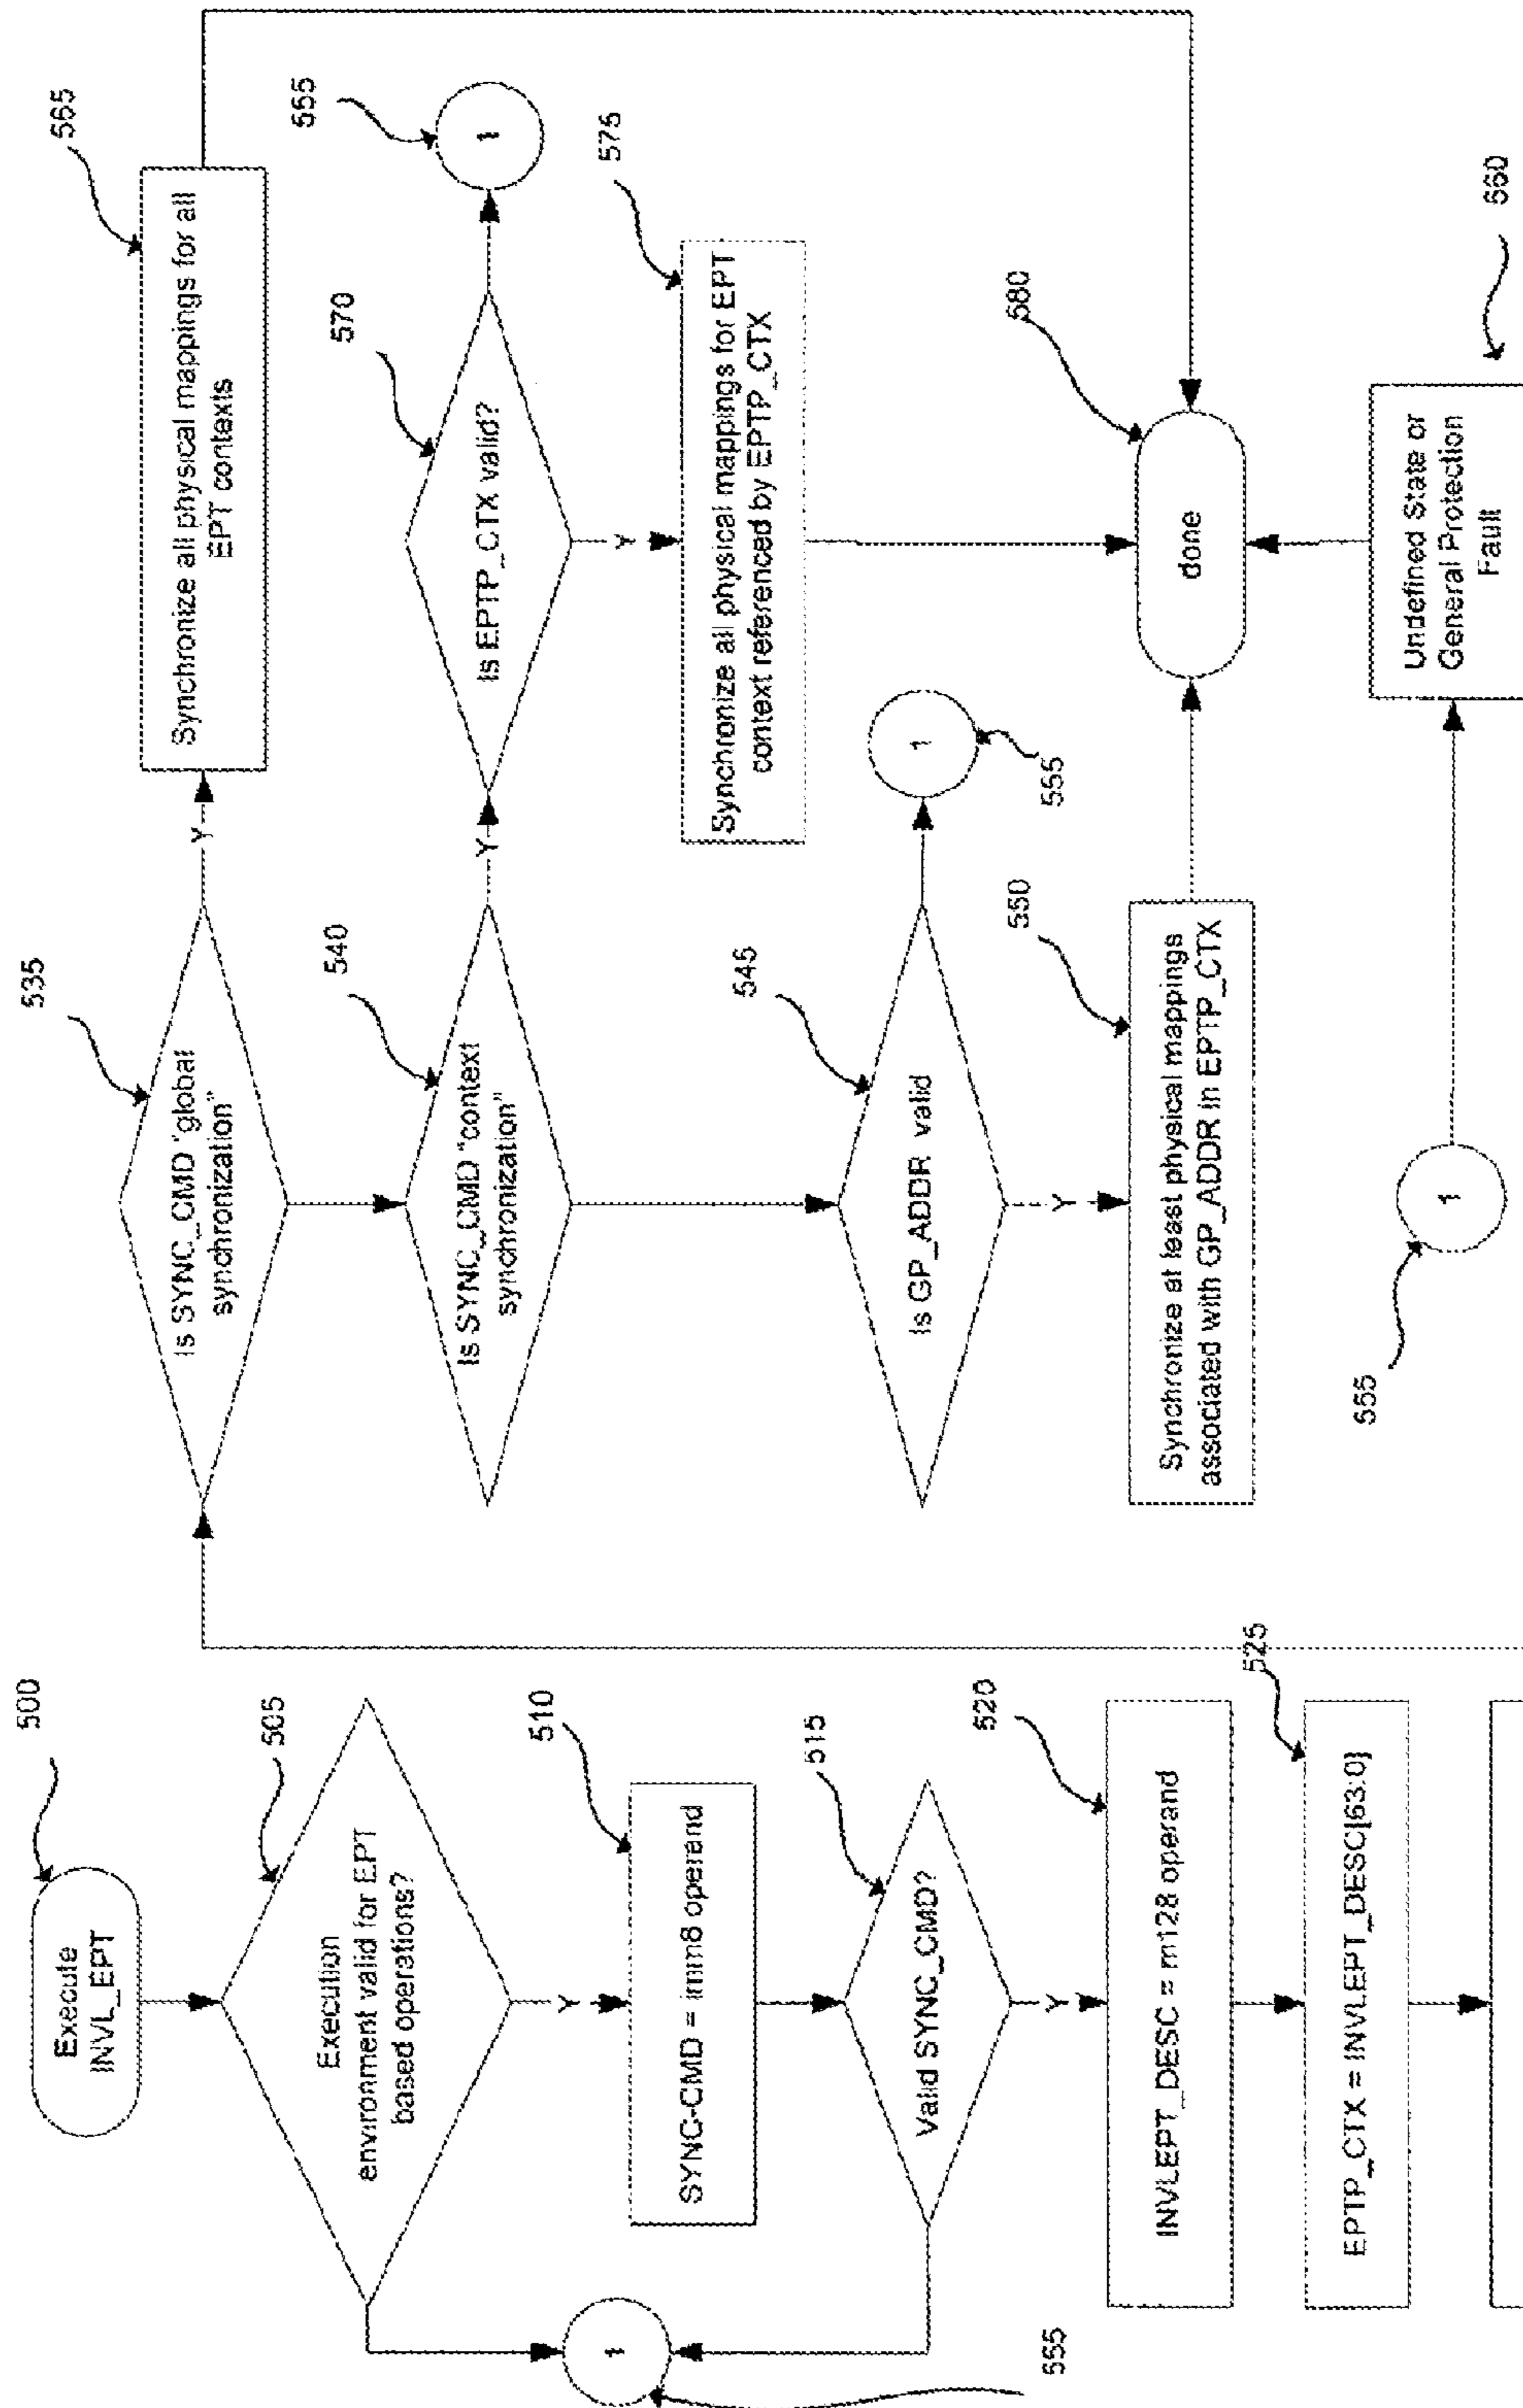 500
Execute
INVL_EPT
505
Execution
environment valid for EPT
based operations?
Y
510
SYNC-CMD = imm8 operand
515
Valid SYNC_CMD?
Y
520
INVLEPT_DESC = m128 operand
525
EPTP_CTX = INVLEPT_DESC[63:0]
1
555
535
Is SYNC_CMD "global
synchronization"
Y
565
Synchronize all physical mappings for all
EPT contexts
540
Is SYNC_CMD "context
synchronization"
Y
570
Is EPTP_CTX valid?
1
555
Y
575
Synchronize all physical mappings for EPT
context referenced by EPTP_CTX
545
Is GP_ADDR valid
1
555
Y
550
Synchronize at least physical mappings
associated with GP_ADDR in EPTP_CTX
580
done
555
1
Undefined State or
General Protection
Fault
560